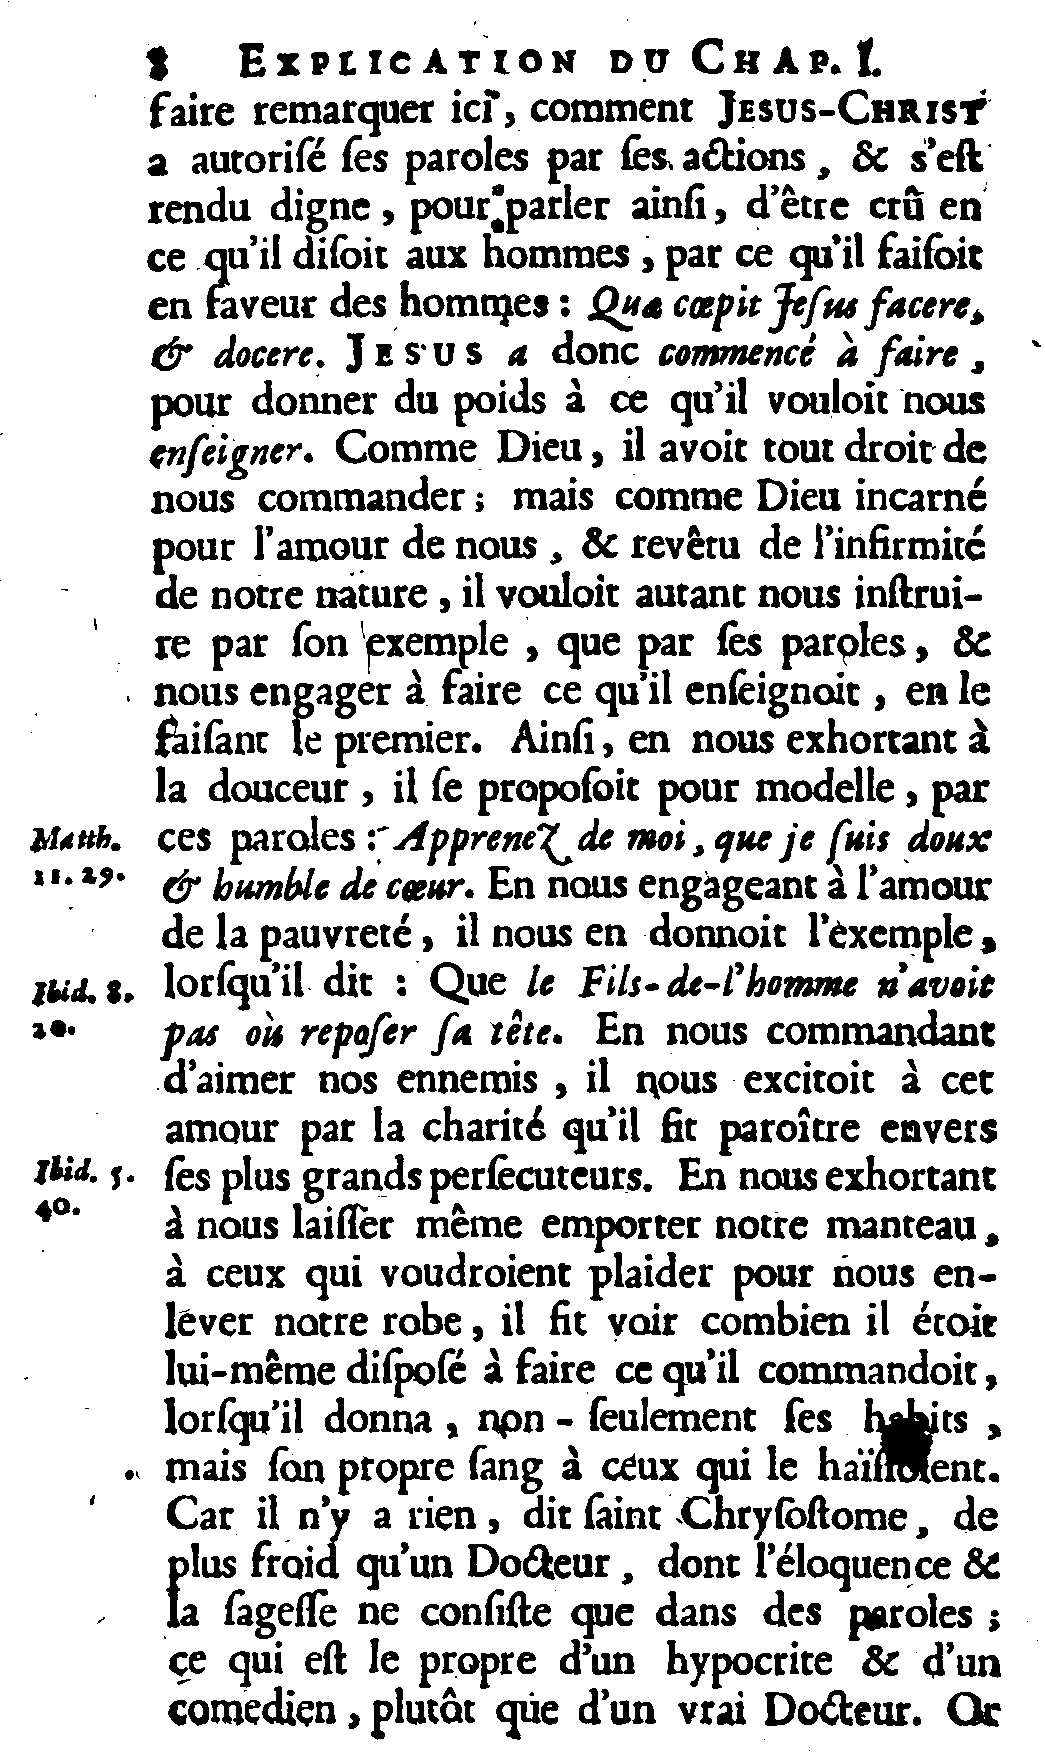 8 EXPLICATION DU CHAP. I.
faire remarquer ici, comment JESUS-CHRIST
a autoriſé ſes paroles par ſes actions, & s'eſt
rendu digne, pour parler ainſi, d'être crû en
ce qu'il diſoit aux hommes, par ce qu'il faiſoit
en faveur des hommes : Quæ cœpit Jeſus facere,
& docere. JESUS a donc commencé à faire,
pour donner du poids à ce qu'il vouloit nous
enſeigner. Comme Dieu, il avoit tout droit de
nous commander ; mais comme Dieu incarné
pour l'amour de nous, & revêtu de l'infirmité
de notre nature, il vouloit autant nous inſtrui-
re par ſon exemple, que par ſes paroles, &
nous engager à faire ce qu'il enſeignoit, en le
faiſant le premier. Ainſi, en nous exhortant à
la douceur, il ſe propoſoit pour modelle, par
Matth. ces paroles : Apprenez de moi, que je ſuis doux
11. 29. & humble de cœur. En nous engageant à l'amour
de la pauvreté, il nous en donnoit l'exemple,
Ibid. 8. lorſqu'il dit : Que le Fils-de-l'homme n'avoit
20. pas où repoſer ſa tête. En nous commandant
d'aimer nos ennemis, il nous excitoit à cet
amour par la charité qu'il fit paroître envers
Ibid. 5. ſes plus grands perſecuteurs. En nous exhortant
40. à nous laiſſer même emporter notre manteau,
à ceux qui voudroient plaider pour nous en-
lever notre robe, il fit voir combien il étoit
lui-même diſpoſé à faire ce qu'il commandoit,
lorſqu'il donna, non-ſeulement ſes habits,
mais ſon propre ſang à ceux qui le haïſſoient.
Car il n'y a rien, dit ſaint Chryſoſtome, de
plus froid qu'un Docteur, dont l'éloquence &
la ſageſſe ne conſiſte que dans des paroles ;
ce qui eſt le propre d'un hypocrite & d'un
comédien, plutôt que d'un vrai Docteur. Or